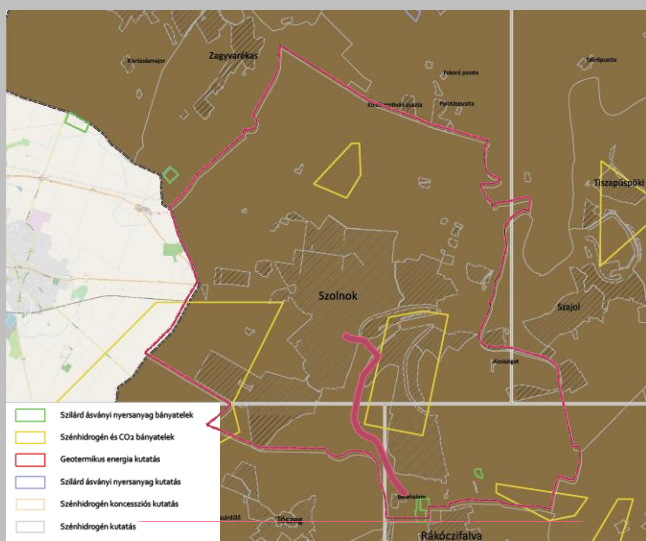 Zagyvarékas
Tiszapüspöki
Szolnok
Szajol
Szilárd ásványi nyersanyag bányatelek
Szénhidrogén és CO2 bányatelek
Geotermikus energia kutatás
Szilárd ásványi nyersanyag kutatás
Szénhidrogén koncessziós kutatás
Szénhidrogén kutatás
Tószeg
Rákóczifalva